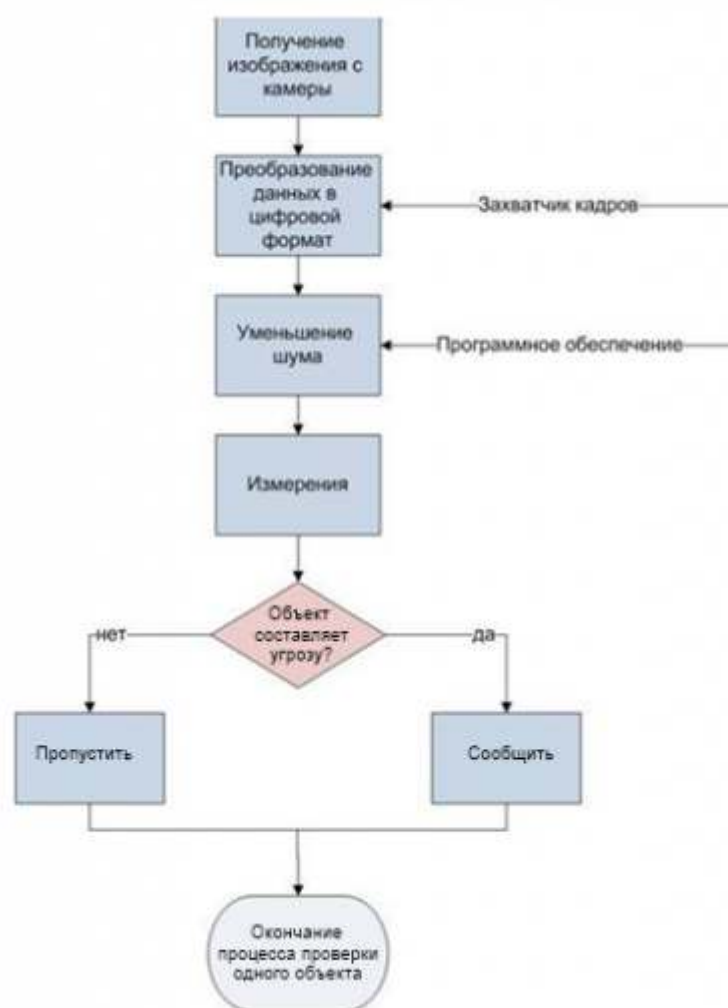 Получение
изображения с
камеры
Преобразование
данных в
цифровой
формат
Захватчик кадров
Уменьшение
шума
Программное обеспечение
Измерения
Объект
составляет
угрозу?
нет
да
Пропустить
Сообщить
Окончание
процесса проверки
одного объекта